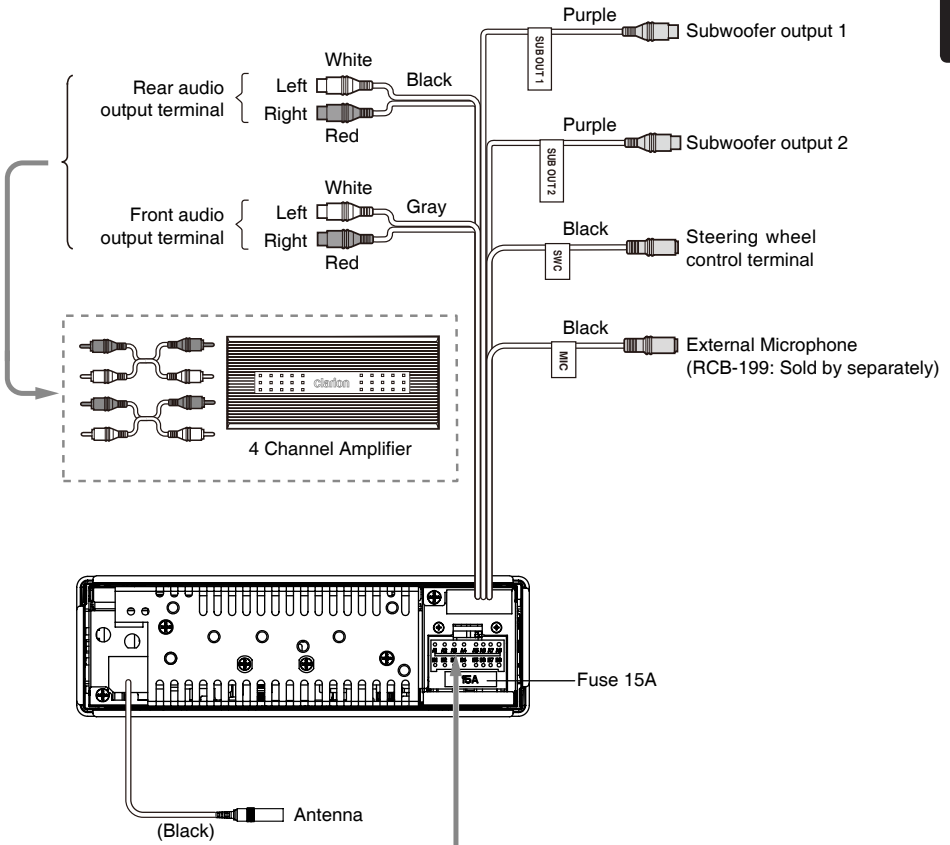 Purple
Subwoofer output 1
SUB OUT 1
White
Rear audio
output terminal
Left
Right
Black
Red
Purple
Subwoofer output 2
SUB OUT 2
White
Front audio
output terminal
Left
Right
Gray
Red
Black
Steering wheel
control terminal
SWC
Black
External Microphone
(RCB-199: Sold by separately)
MIC
clarion
4 Channel Amplifier
15A
Fuse 15A
Antenna
(Black)